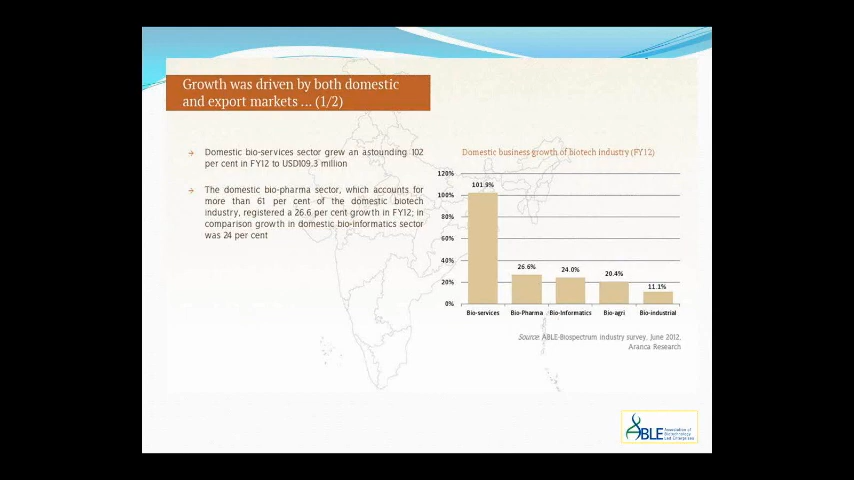 Growth was driven by both domestic
and export markets ... (1/2)
→ Domestic bio-services sector grew an astounding 102
per cent in FY12 to USD109.3 million
→ The domestic bio-pharma sector, which accounts for
more than 61 per cent of the domestic biotech
industry, registered a 26.6 per cent growth in FY12; in
comparison growth in domestic bio-informatics sector
was 24 per cent
Domestic business growth of biotech industry (FY12)
120%
100%
80%
60%
40%
20%
0%
101.9%
26.6%
24.0%
20.4%
11.1%
Bio-services Bio-Pharma Bio-Informatics Bio-agri Bio-industrial
Source: ABLE-Biospectrum industry survey, June 2012,
Aranca Research
ABLE
Association of
Biotechnology
Led Enterprises